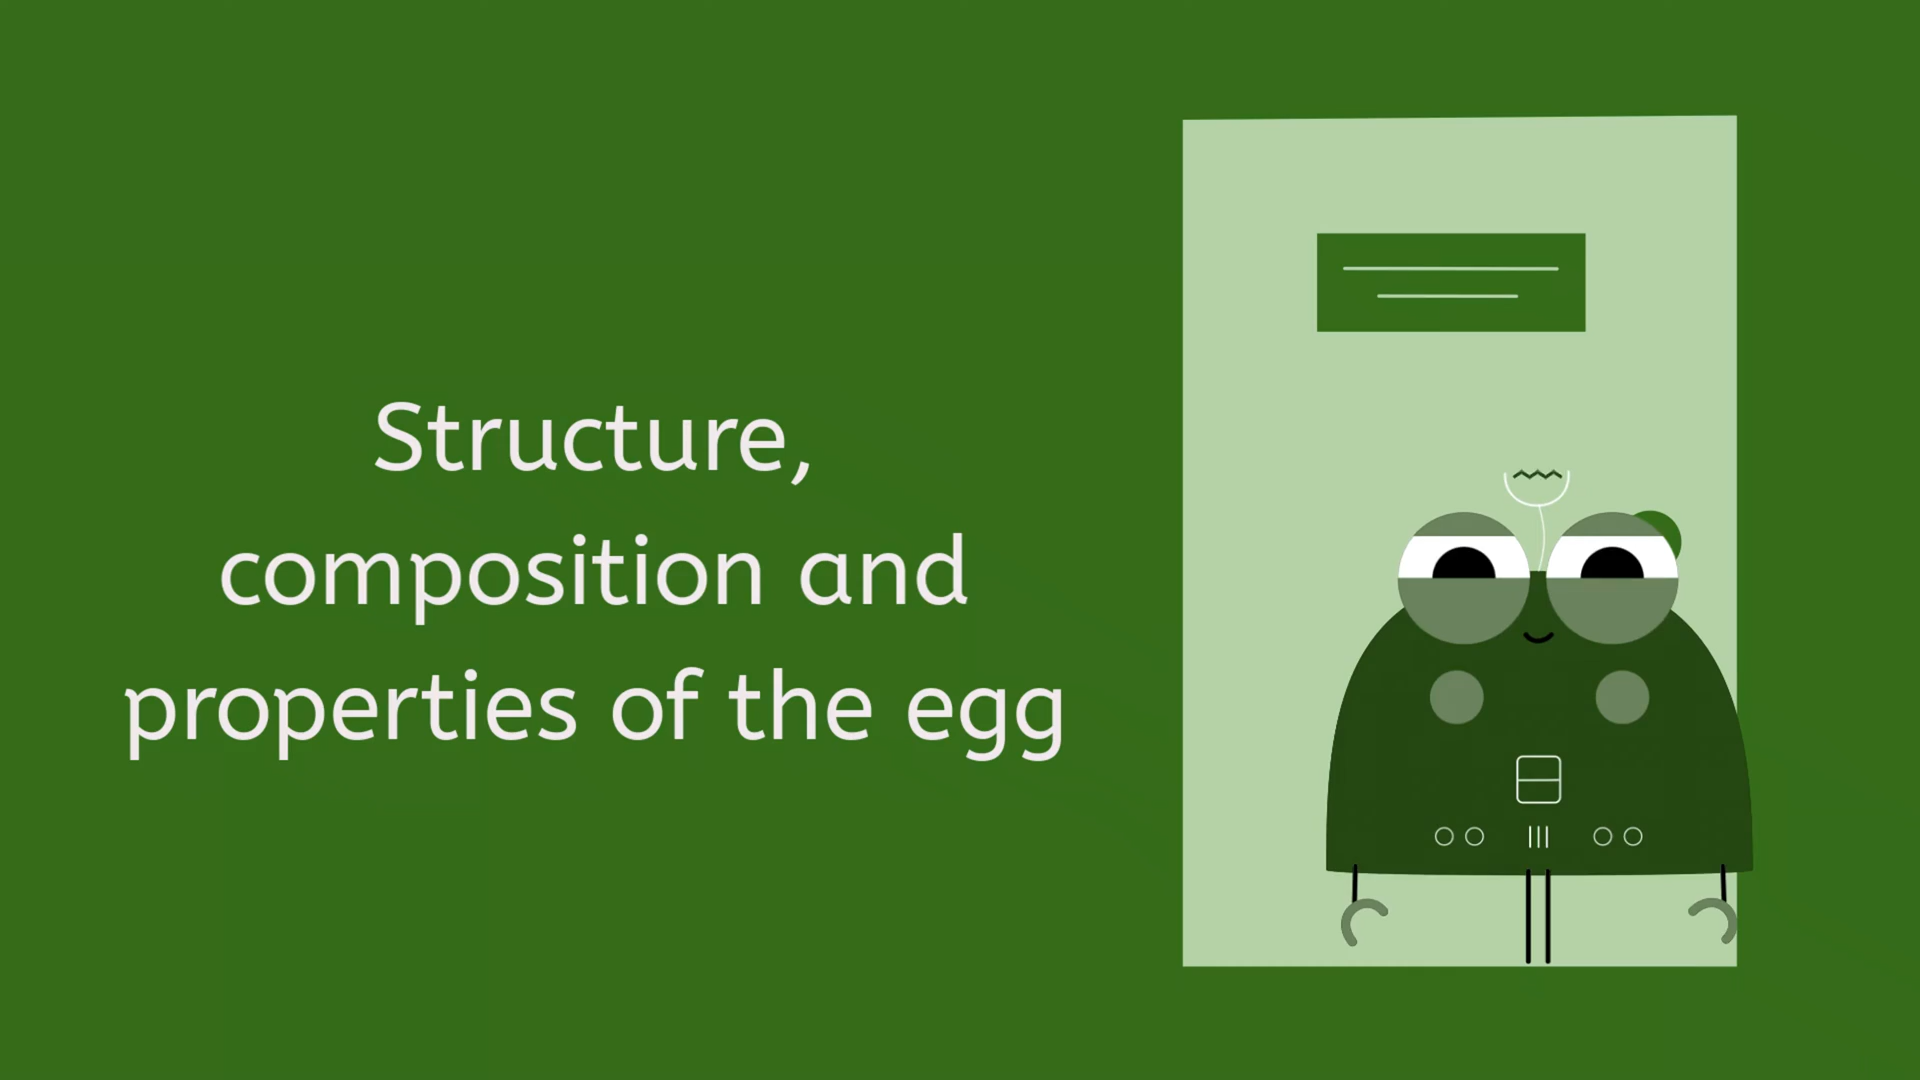 Structure,
composition and
properties of the egg